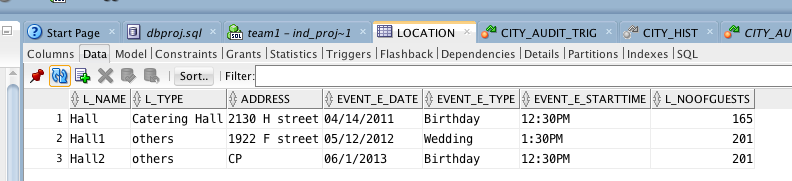 Start Page dbproj.sql team1 – ind_proj~1 LOCATION CITY_AUDIT_TRIG CITY_HIST CITY_AU
Columns Data Model Constraints Grants Statistics Triggers Flashback Dependencies Details Partitions Indexes SQL
Sort.. Filter:
L_NAME L_TYPE ADDRESS EVENT_E_DATE EVENT_E_TYPE EVENT_E_STARTTIME L_NOOFGUESTS
1 Hall Catering Hall 2130 H street 04/14/2011 Birthday 12:30PM 165
2 Hall1 others 1922 F street 05/12/2012 Wedding 1:30PM 201
3 Hall2 others CP 06/1/2013 Birthday 12:30PM 201